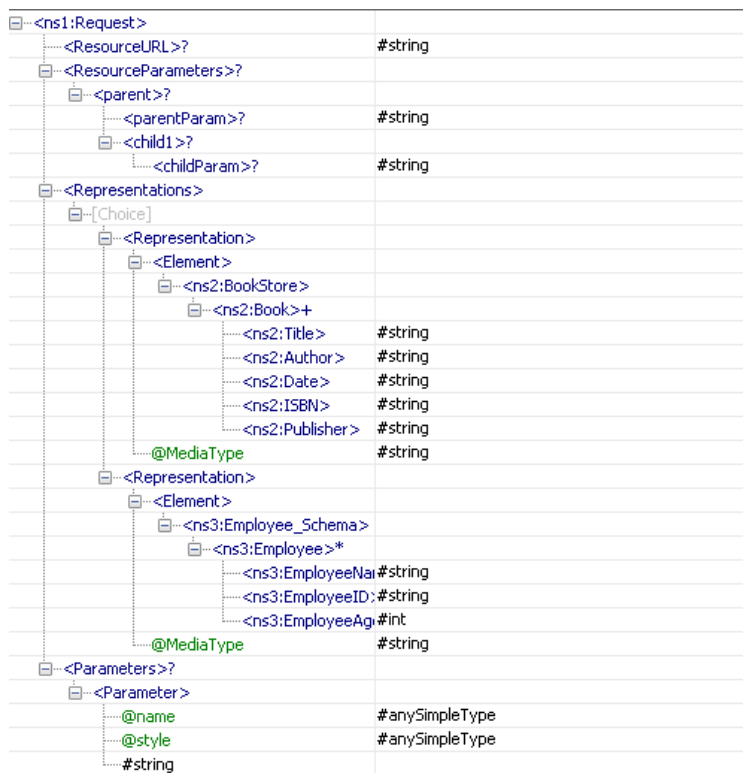 <ns1:Request>
<ResourceURL>? #string
<ResourceParameters>?
<parent>?
<parentParam>? #string
<child1>?
<childParam>? #string
<Representations>
[Choice]
<Representation>
<Element>
<ns2:BookStore>
<ns2:Book>+
<ns2:Title> #string
<ns2:Author> #string
<ns2:Date> #string
<ns2:ISBN> #string
<ns2:Publisher> #string
@MediaType #string
<Representation>
<Element>
<ns3:Employee_Schema>
<ns3:Employee>*
<ns3:EmployeeNa #string
<ns3:EmployeeID> #string
<ns3:EmployeeAg #int
@MediaType #string
<Parameters>?
<Parameter>
@name #anySimpleType
@style #anySimpleType
#string